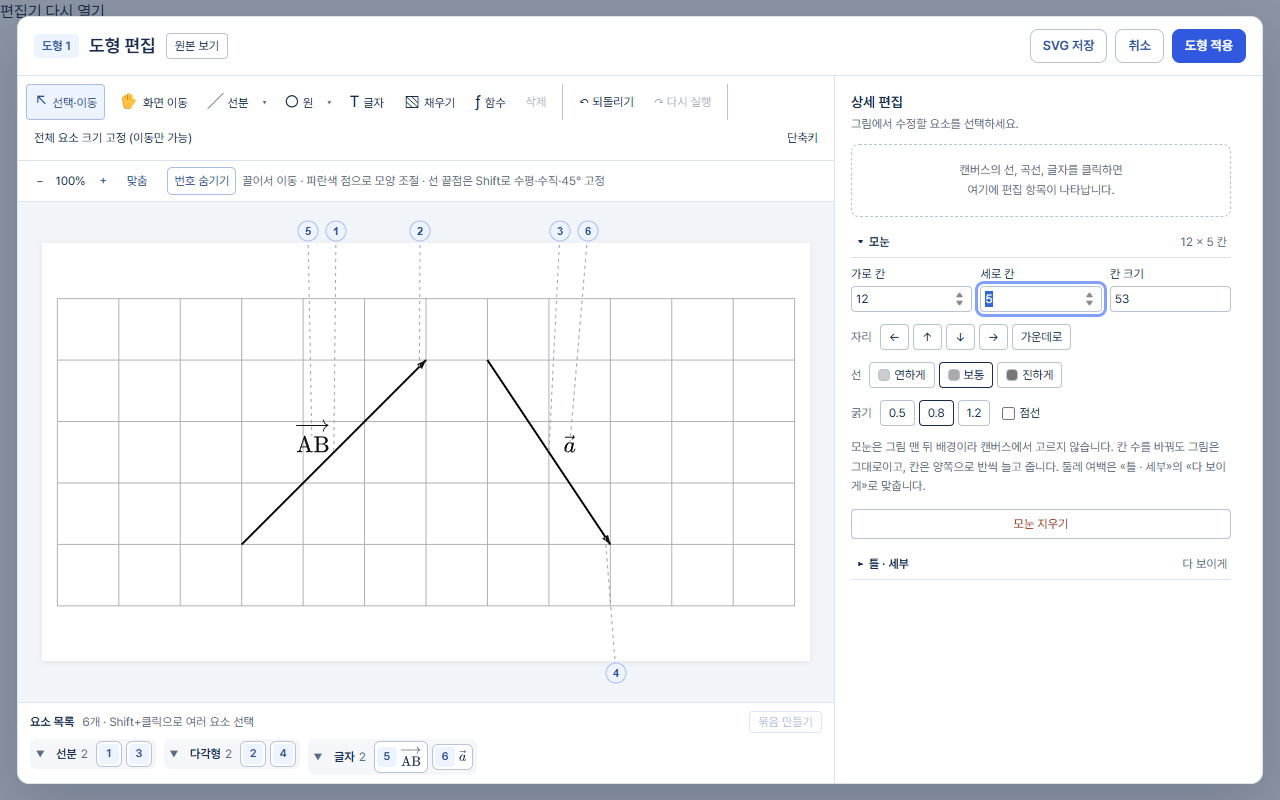 편집기 다시 열기
도형 1 도형 편집 원본 보기 SVG 저장 취소 도형 적용
선택·이동 화면 이동 선분 원 T 글자 채우기 ƒ 함수 삭제 ↶ 되돌리기 ↷ 다시 실행
전체 요소 크기 고정 (이동만 가능) 단축키
− 100% + 맞춤 번호 숨기기 끌어서 이동 · 파란색 점으로 모양 조절 · 선 끝점은 Shift로 수평·수직·45° 고정
5 1 2 3 6
AB a
4
요소 목록 6개 · Shift+클릭으로 여러 요소 선택 묶음 만들기
▼ 선분 2 1 3 ▼ 다각형 2 2 4 ▼ 글자 2 5 AB 6 a
상세 편집
그림에서 수정할 요소를 선택하세요.
캔버스의 선, 곡선, 글자를 클릭하면
여기에 편집 항목이 나타납니다.
모눈 12 × 5 칸
가로 칸 세로 칸 칸 크기
12 5 53
자리 ← ↑ ↓ → 가운데로
선 연하게 보통 진하게
굵기 0.5 0.8 1.2 점선
모눈은 그림 맨 뒤 배경이라 캔버스에서 고르지 않습니다. 칸 수를 바꿔도 그림은
그대로이고, 칸은 양쪽으로 반씩 늘고 줍니다. 둘레 여백은 «틀 · 세부»의 «다 보이
게»로 맞춥니다.
모눈 지우기
틀 · 세부 다 보이게